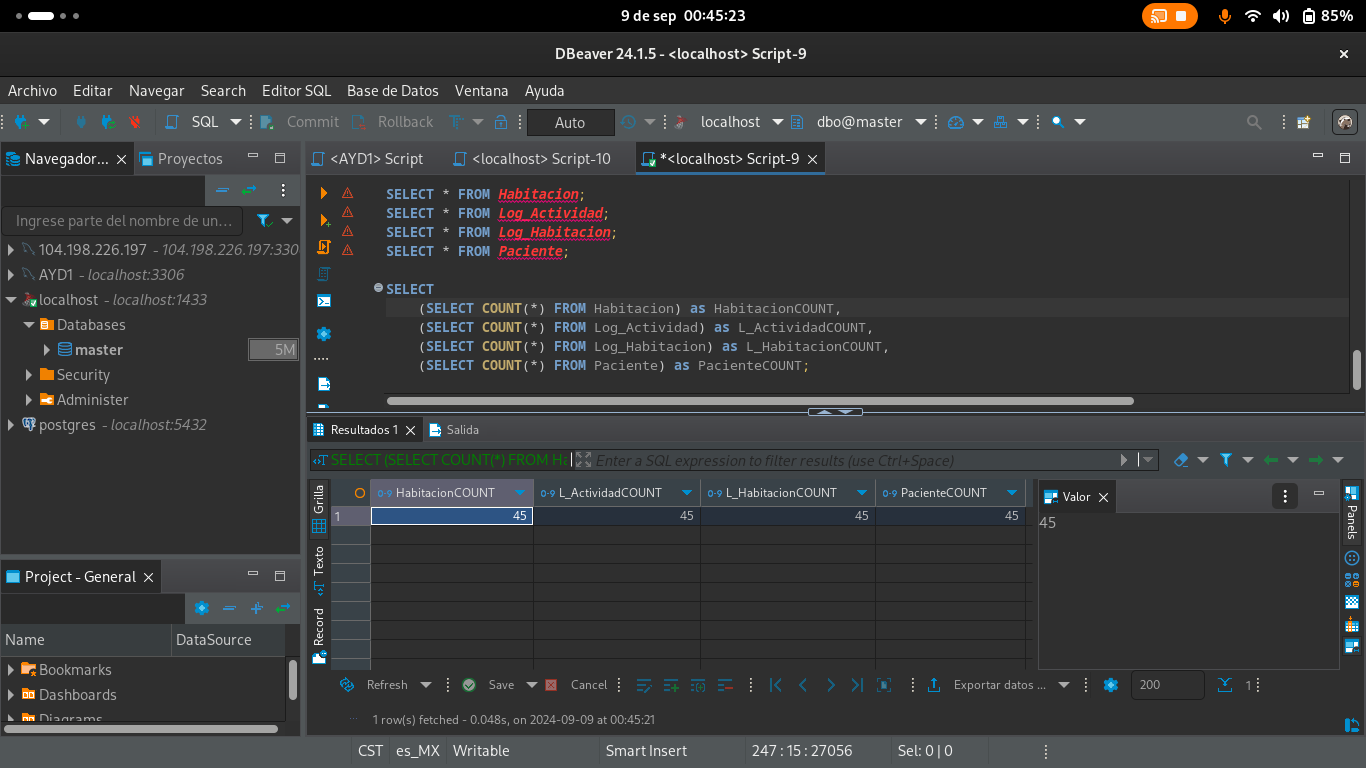 9 de sep 00:45:23
85%
DBeaver 24.1.5 - <localhost> Script-9
Archivo Editar Navegar Search Editor SQL Base de Datos Ventana Ayuda
SQL Commit Rollback Auto localhost dbo@master
Navegador... Proyectos
<AYD1> Script <localhost> Script-10 *<localhost> Script-9
Ingrese parte del nombre de un...
104.198.226.197 - 104.198.226.197:330
AYD1 - localhost:3306
localhost - localhost:1433
Databases
master 5M
Security
Administer
postgres - localhost:5432
SELECT * FROM Habitacion;
SELECT * FROM Log_Actividad;
SELECT * FROM Log_Habitacion;
SELECT * FROM Paciente;
SELECT
(SELECT COUNT(*) FROM Habitacion) as HabitacionCOUNT,
(SELECT COUNT(*) FROM Log_Actividad) as L_ActividadCOUNT,
(SELECT COUNT(*) FROM Log_Habitacion) as L_HabitacionCOUNT,
(SELECT COUNT(*) FROM Paciente) as PacienteCOUNT;
Resultados 1 Salida
SELECT (SELECT COUNT(*) FROM Ha Enter a SQL expression to filter results (use Ctrl+Space)
Grilla
Texto
Record
HabitacionCOUNT L_ActividadCOUNT L_HabitacionCOUNT PacienteCOUNT
1 45 45 45 45
Valor
45
Panels
Project - General
Name DataSource
Bookmarks
Dashboards
Diagrams
Refresh Save Cancel Exportar datos ... 200 1
1 row(s) fetched - 0.048s, on 2024-09-09 at 00:45:21
CST es_MX Writable Smart Insert 247 : 15 : 27056 Sel: 0 | 0